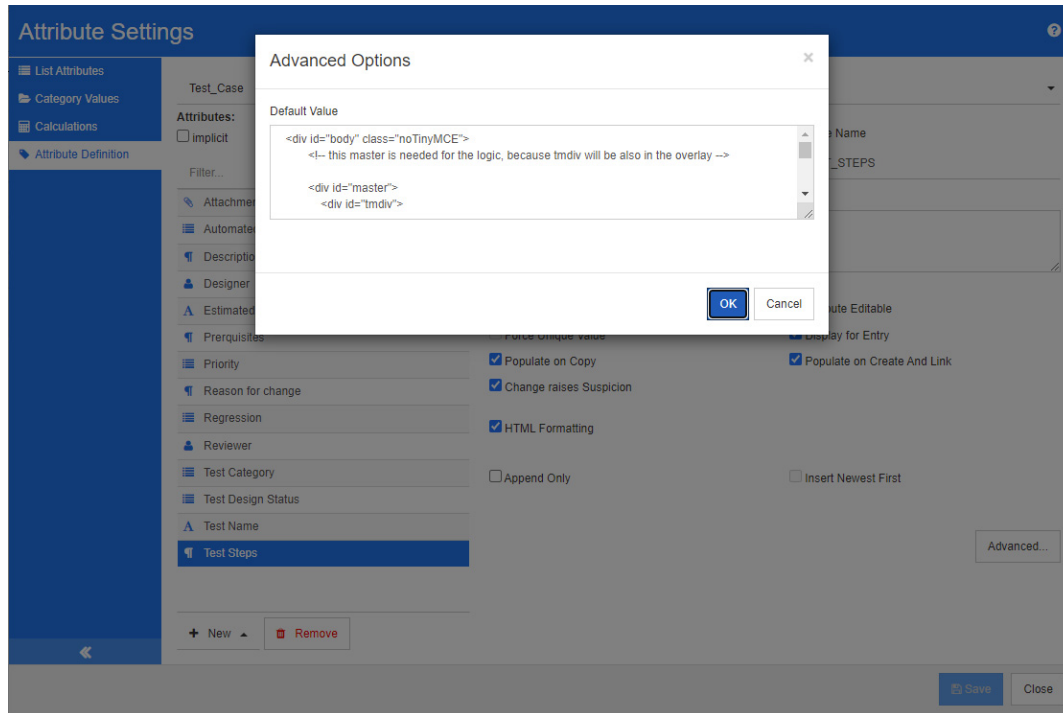 Attribute Settings
Advanced Options
×
List Attributes
Category Values
Calculations
Attribute Definition
Test_Case
Attributes:
implicit
Filter...
Default Value
<div id="body" class="noTinyMCE">
<!-- this master is needed for the logic, because tmdiv will be also in the overlay -->
<div id="master">
<div id="tmdiv">
Name
_STEPS
OK
Cancel
Attachme
Automate
Descriptio
Designer
Estimated
Prerquisites
Priority
Reason for change
Regression
Reviewer
Test Category
Test Design Status
Test Name
Test Steps
ute Editable
Force Unique Value
Display for Entry
Populate on Copy
Populate on Create And Link
Change raises Suspicion
HTML Formatting
Append Only
Insert Newest First
Advanced...
+ New
Remove
Save
Close